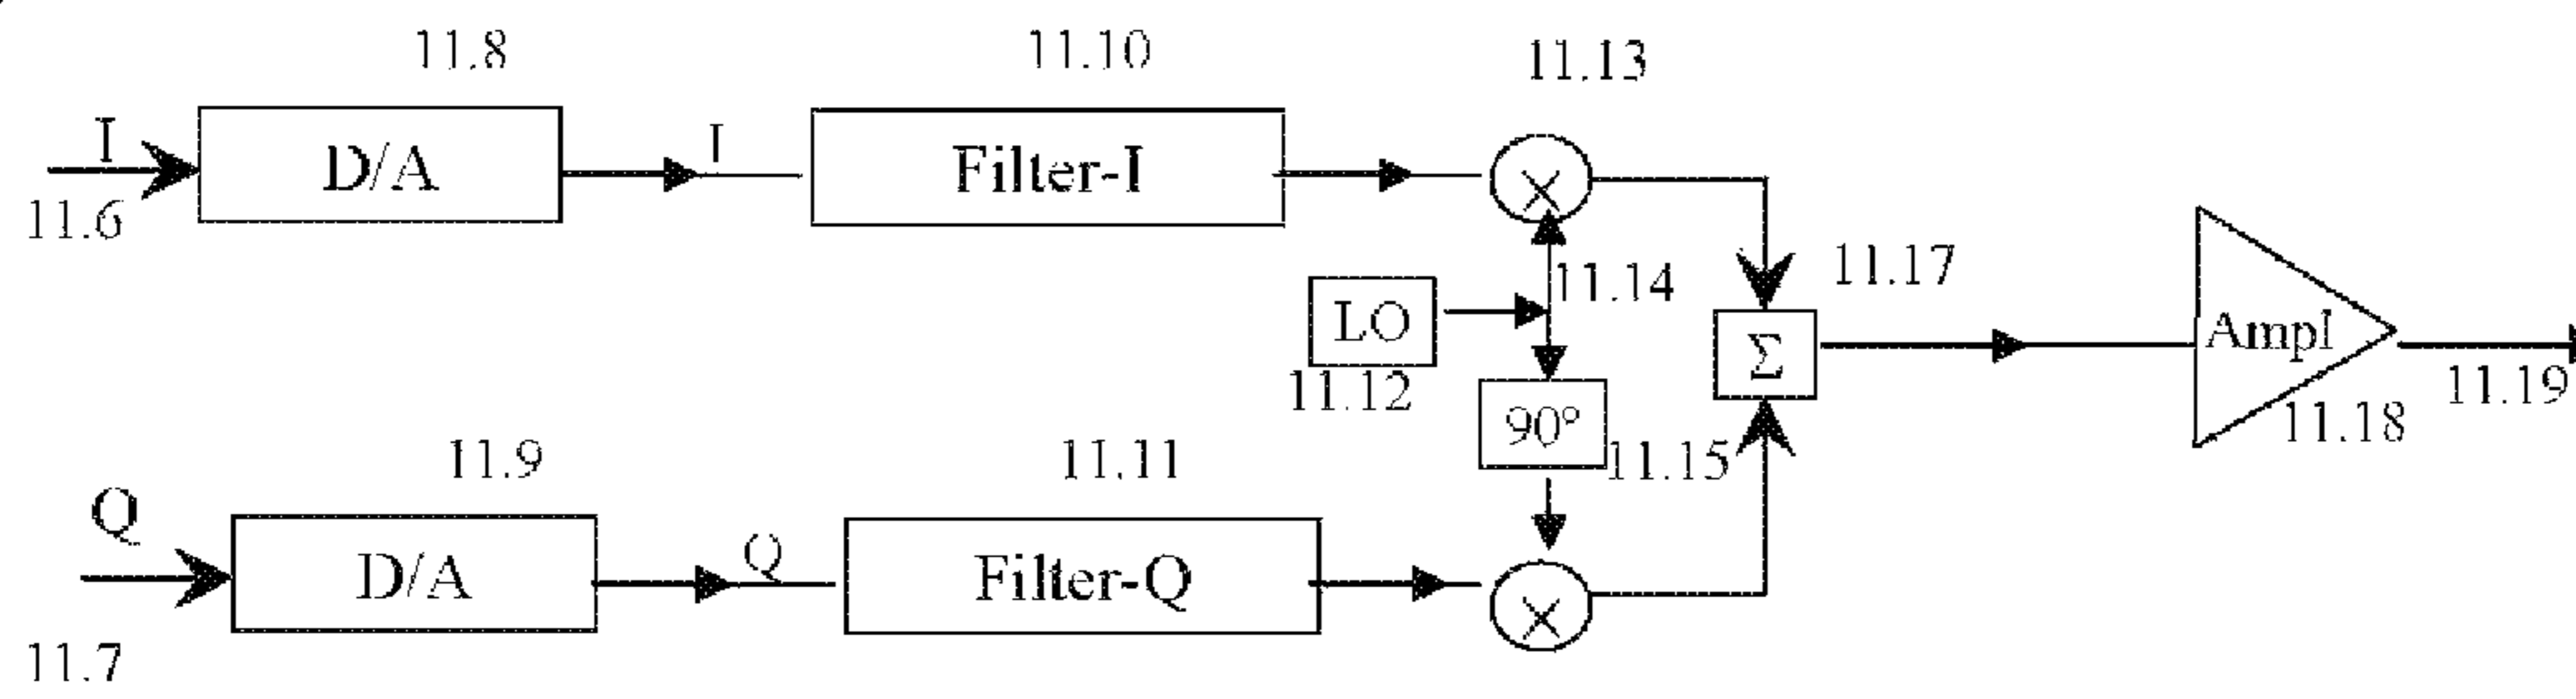 11.8
11.10
11.13
I
D/A
I
Filter-I
×
11.6
11.14
11.17
LO
Σ
Ampl
11.12
11.19
90°
11.18
11.9
11.11
11.15
Q
D/A
Q
Filter-Q
×
11.7